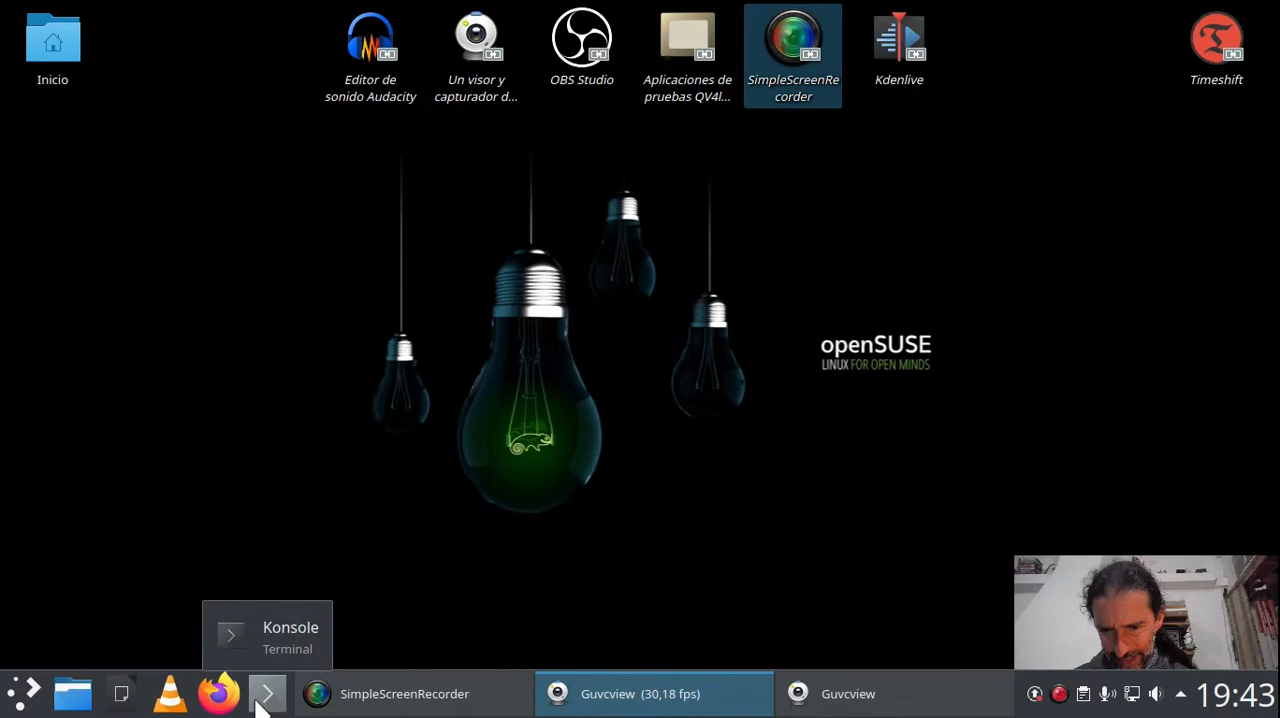 Inicio
Editor de
sonido Audacity
Un visor y
capturador d...
OBS Studio
Aplicaciones de
pruebas QV4l...
SimpleScreenRe
corder
Kdenlive
Timeshift
openSUSE
LINUX FOR OPEN MINDS
Konsole
Terminal
SimpleScreenRecorder
Guvcview (30,18 fps)
Guvcview
19:43